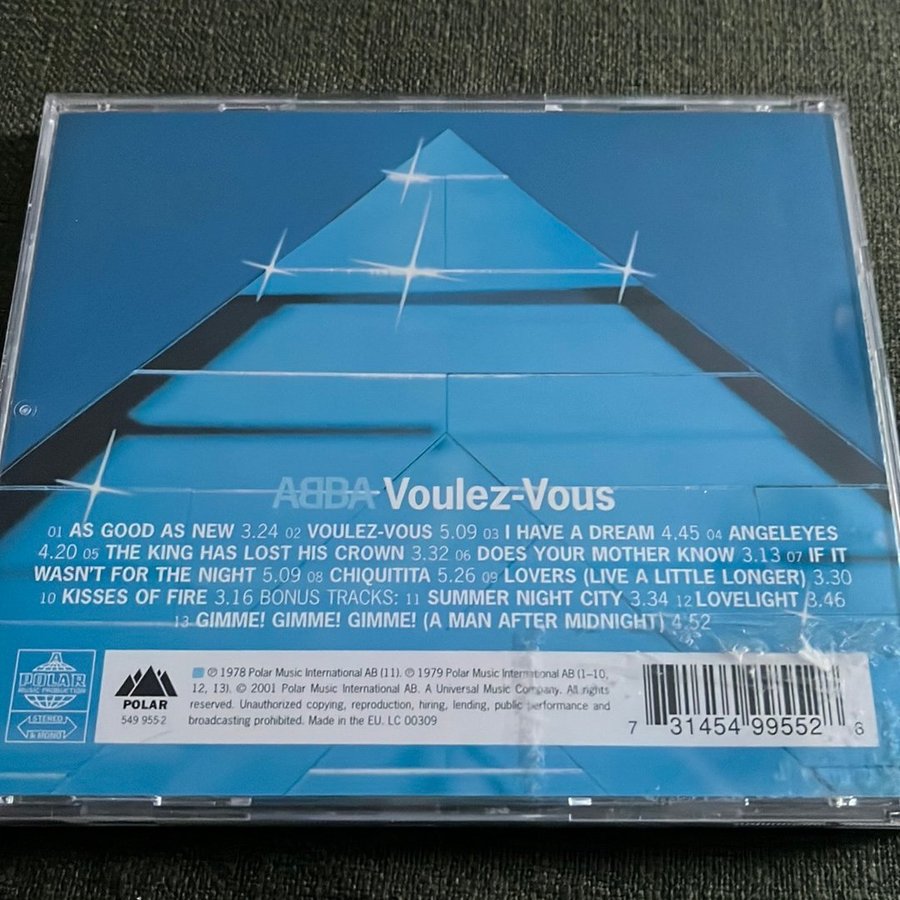 ABBA Voulez-Vous
01 AS GOOD AS NEW 3.24 02 VOULEZ-VOUS 5.09 03 I HAVE A DREAM 4.45 04 ANGELEYES
4.20 05 THE KING HAS LOST HIS CROWN 3.32 06 DOES YOUR MOTHER KNOW 3.13 07 IF IT
WASN'T FOR THE NIGHT 5.09 08 CHIQUITITA 5.26 09 LOVERS (LIVE A LITTLE LONGER) 3.30
10 KISSES OF FIRE 3.16 BONUS TRACKS: 11 SUMMER NIGHT CITY 3.34 12 LOVELIGHT 3.46
13 GIMME! GIMME! GIMME! (A MAN AFTER MIDNIGHT) 4.52
A
POLAR
MUSIC PRODUCTION
STEREO
& MONO
POLAR
549 955 2
℗ 1978 Polar Music International AB (11). ℗ 1979 Polar Music International AB (1–10,
12, 13). © 2001 Polar Music International AB. A Universal Music Company. All rights
reserved. Unauthorized copying, reproduction, hiring, lending, public performance and
broadcasting prohibited. Made in the EU. LC 00309
7 31454 99552 8